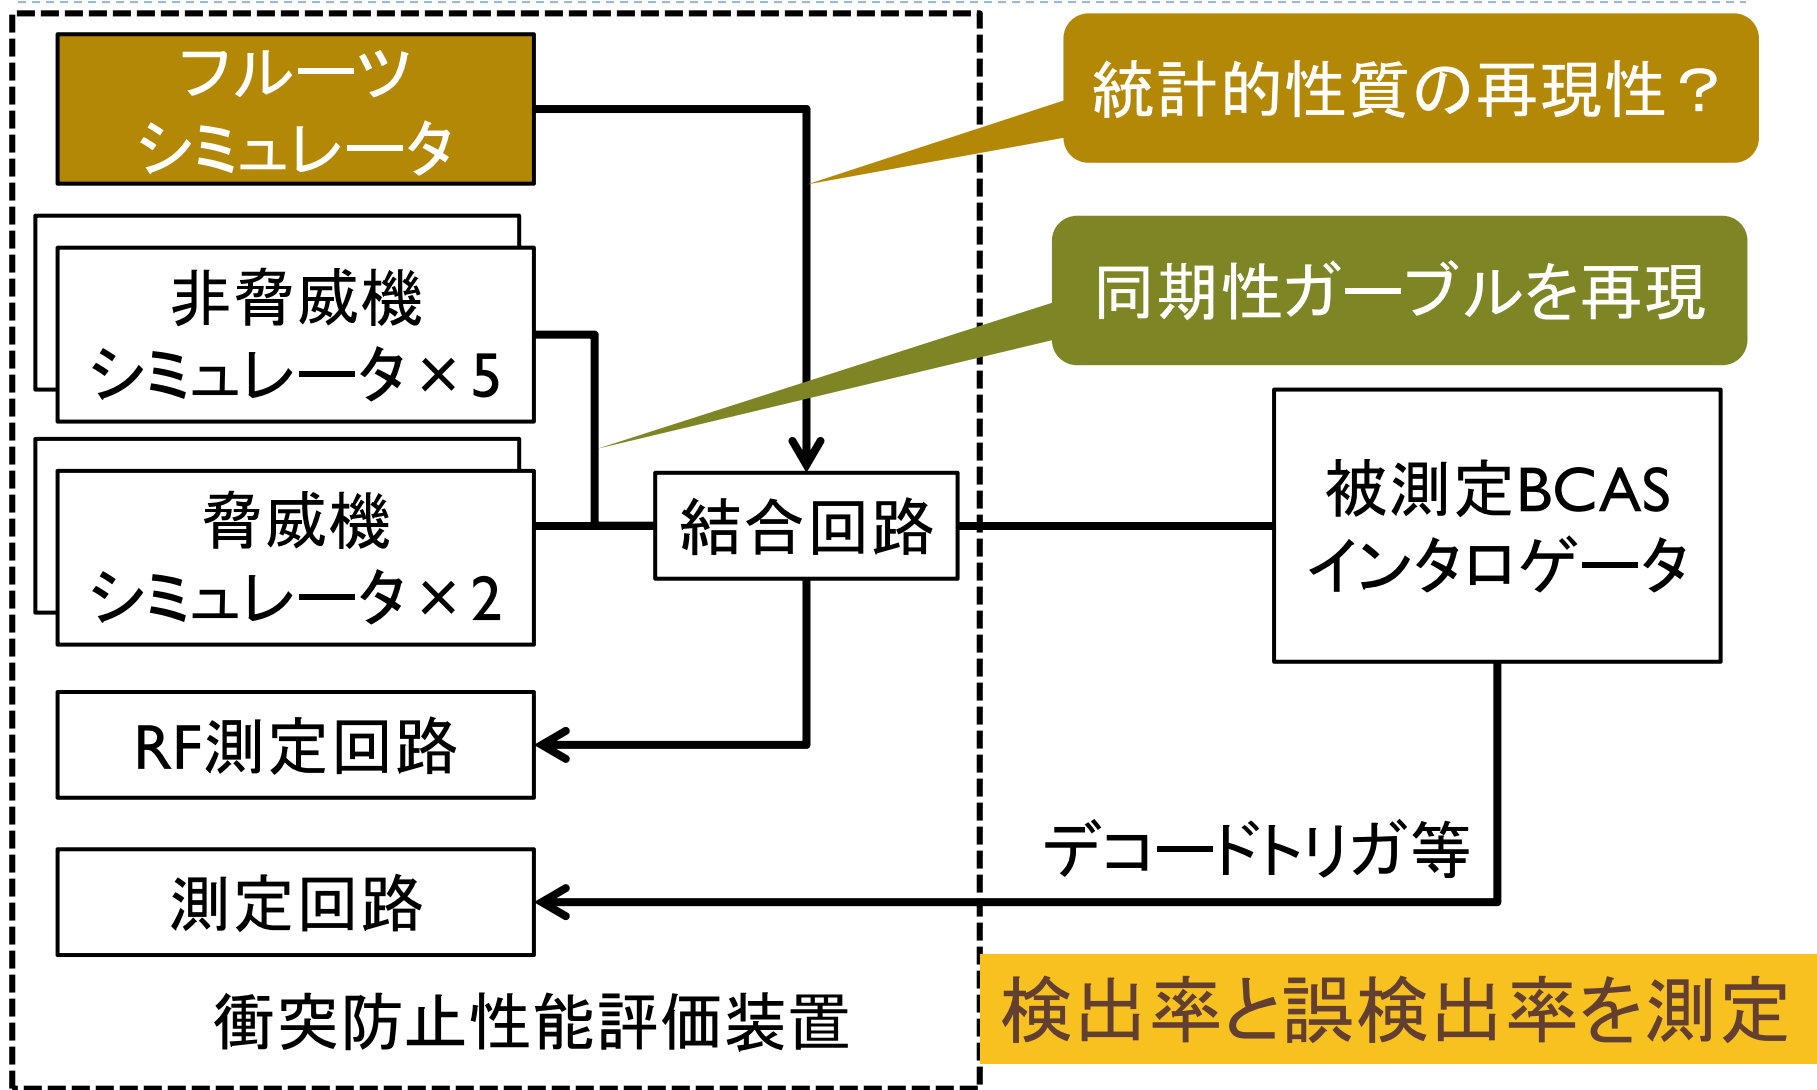 フルーツ
シミュレータ
統計的性質の再現性？
非脅威機
シミュレータ×5
同期性ガーブルを再現
脅威機
シミュレータ×2
結合回路
被測定BCAS
インタロゲータ
RF測定回路
デコードトリガ等
測定回路
衝突防止性能評価装置
検出率と誤検出率を測定